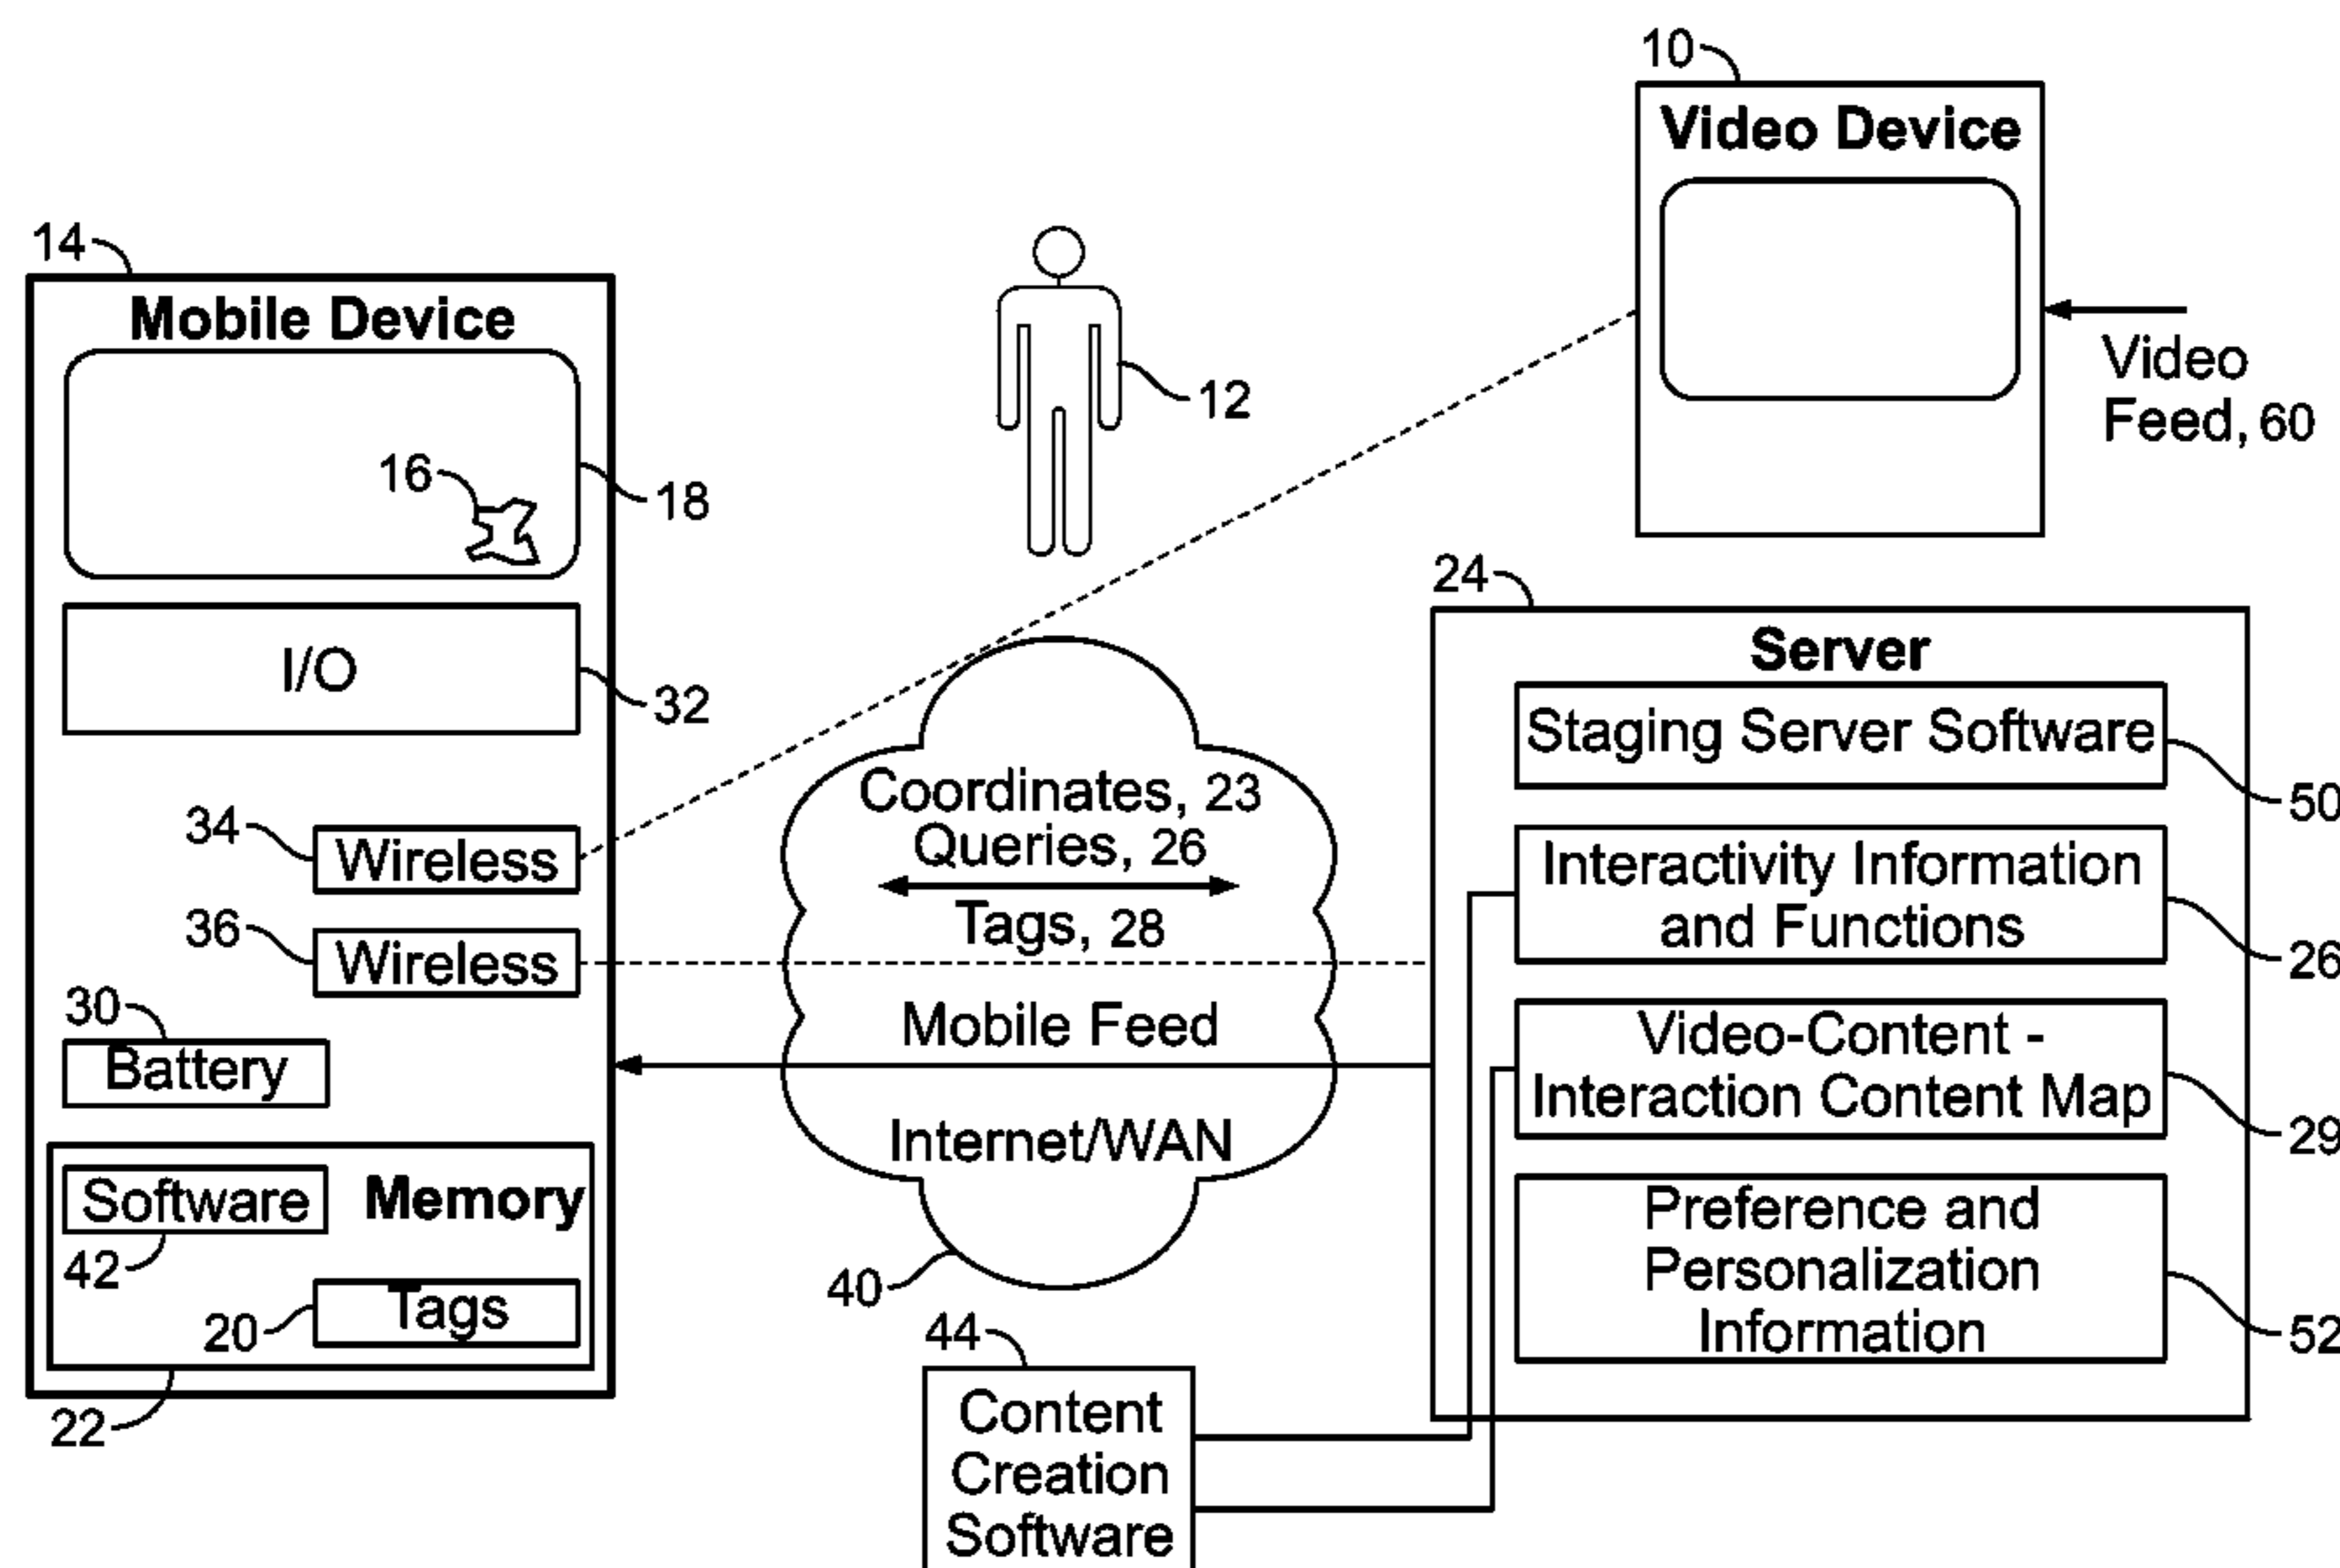 10
Video Device
Video
Feed, 60
14
Mobile Device
16
18
I/O
32
34
Wireless
36
Wireless
30
Battery
Software
Memory
42
Tags
20
22
12
Coordinates, 23
Queries, 26
Tags, 28
Mobile Feed
Internet/WAN
40
24
Server
Staging Server Software
50
Interactivity Information
and Functions
26
Video-Content -
Interaction Content Map
29
Preference and
Personalization
Information
52
44
Content
Creation
Software